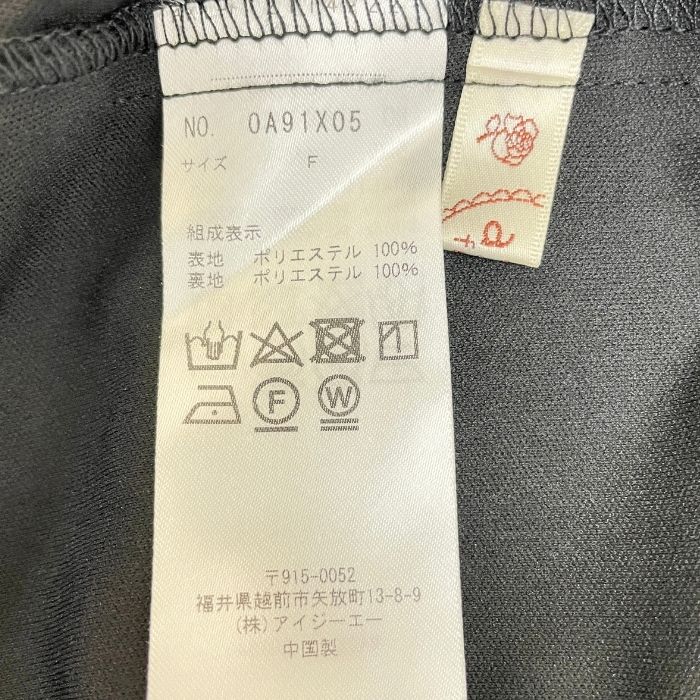 NO. 0A91X05
サイズ F
組成表示
表地 ポリエステル 100%
裏地 ポリエステル 100%
F W
〒915-0052
福井県越前市矢放町13-8-9
(株)アイジーエー
中国製